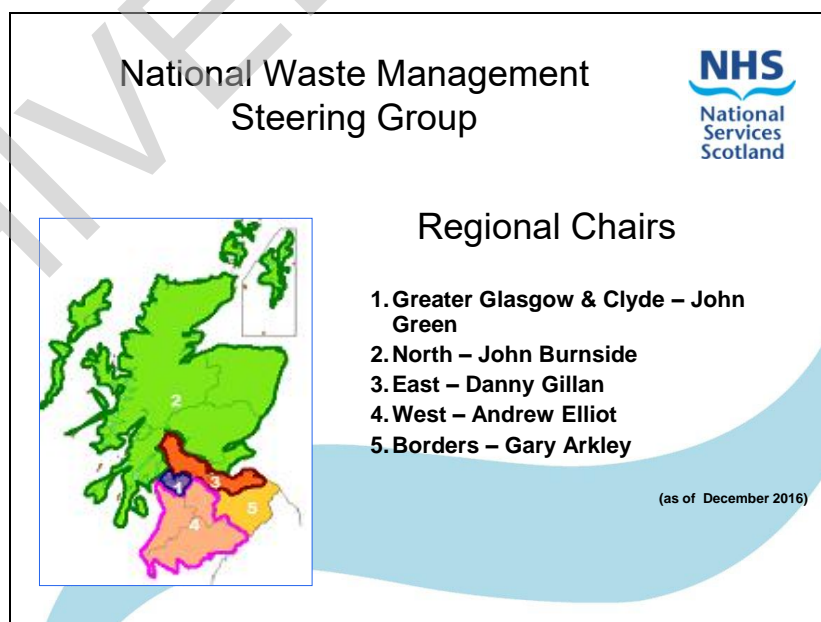 National Waste Management
Steering Group
NHS
National
Services
Scotland
Regional Chairs
1. Greater Glasgow & Clyde – John
Green
2. North – John Burnside
3. East – Danny Gillan
4. West – Andrew Elliot
5. Borders – Gary Arkley
(as of December 2016)
2
1
3
4
5